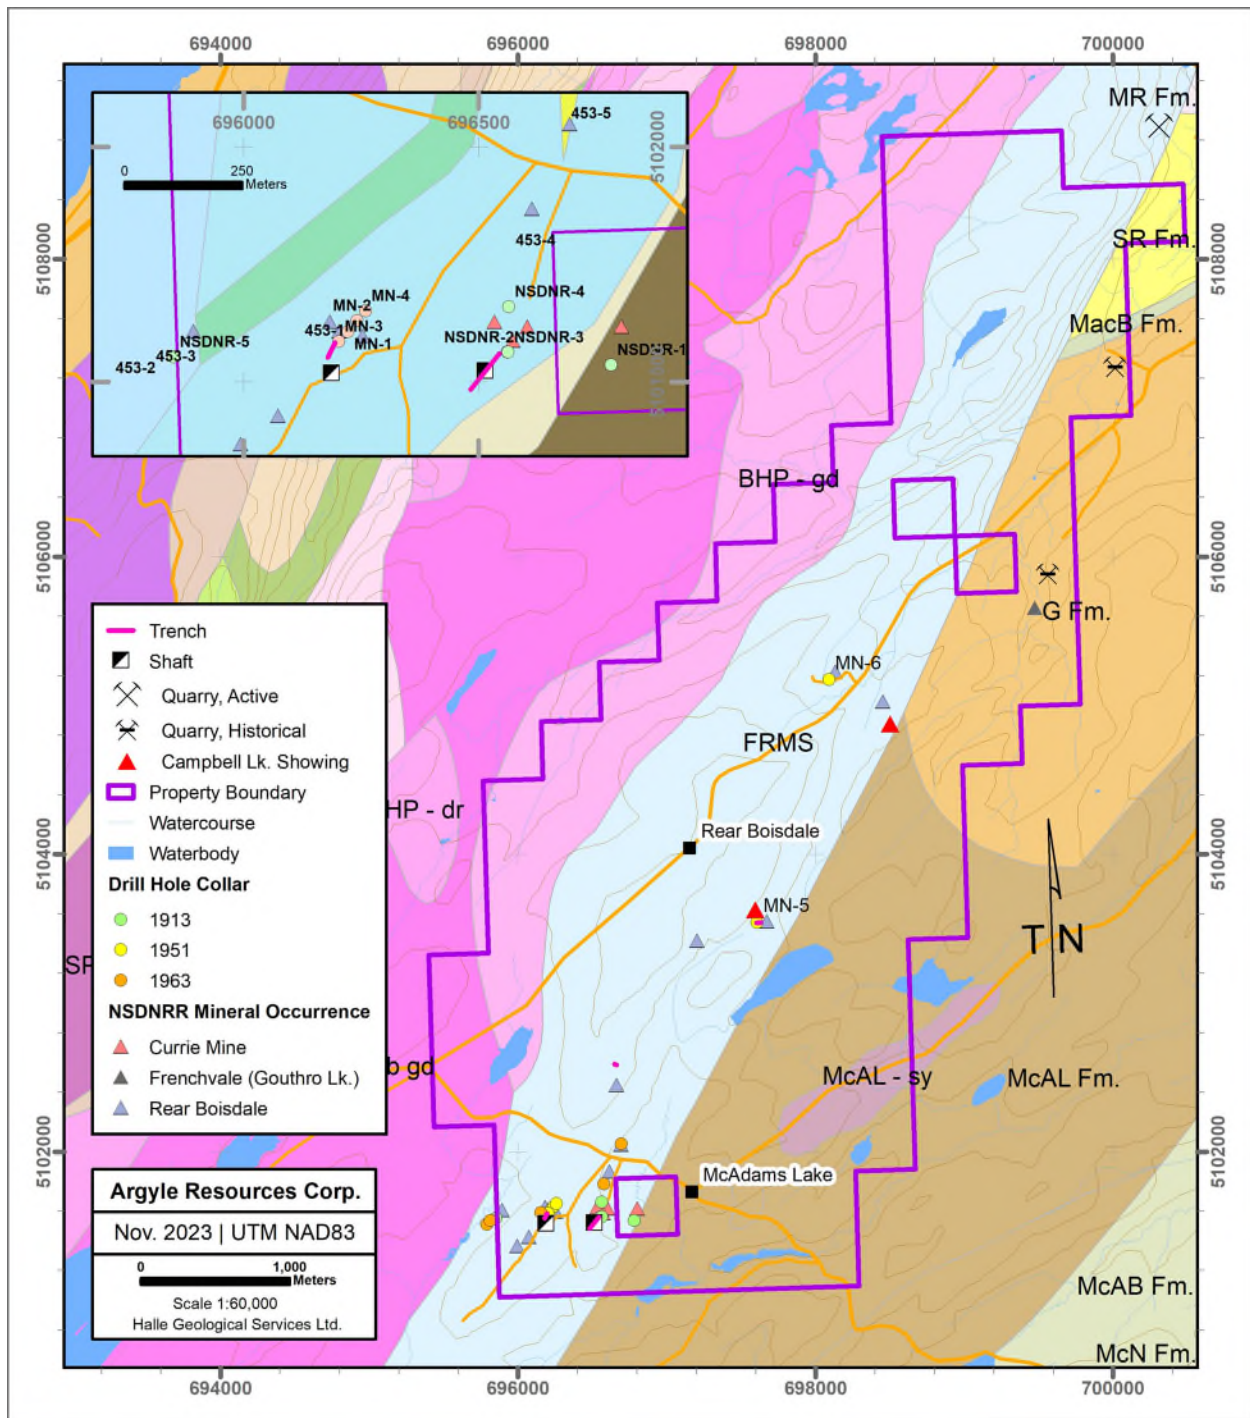 694000 696000 698000 700000
MR Fm.
696000 696500
453-5
5102000
0 250
Meters
453-4
NSDNR-4
MN-4
MN-2
453-1 MN-3
MN-1
NSDNR-5
453-3
453-2
NSDNR-2 NSDNR-3
NSDNR-1
5108000
5108000
SR Fm.
MacB Fm.
BHP - gd
5106000
5106000
G Fm.
MN-6
FRMS
HP - dr
Rear Boisdale
5104000
5104000
MN-5
T N
SF
b gd
McAL - sy
McAL Fm.
McAdams Lake
5102000
5102000
McAB Fm.
McN Fm.
Trench
Shaft
Quarry, Active
Quarry, Historical
Campbell Lk. Showing
Property Boundary
Watercourse
Waterbody
Drill Hole Collar
1913
1951
1963
NSDNRR Mineral Occurrence
Currie Mine
Frenchvale (Gouthro Lk.)
Rear Boisdale
Argyle Resources Corp.
Nov. 2023 | UTM NAD83
0 1,000
Meters
Scale 1:60,000
Halle Geological Services Ltd.
694000 696000 698000 700000